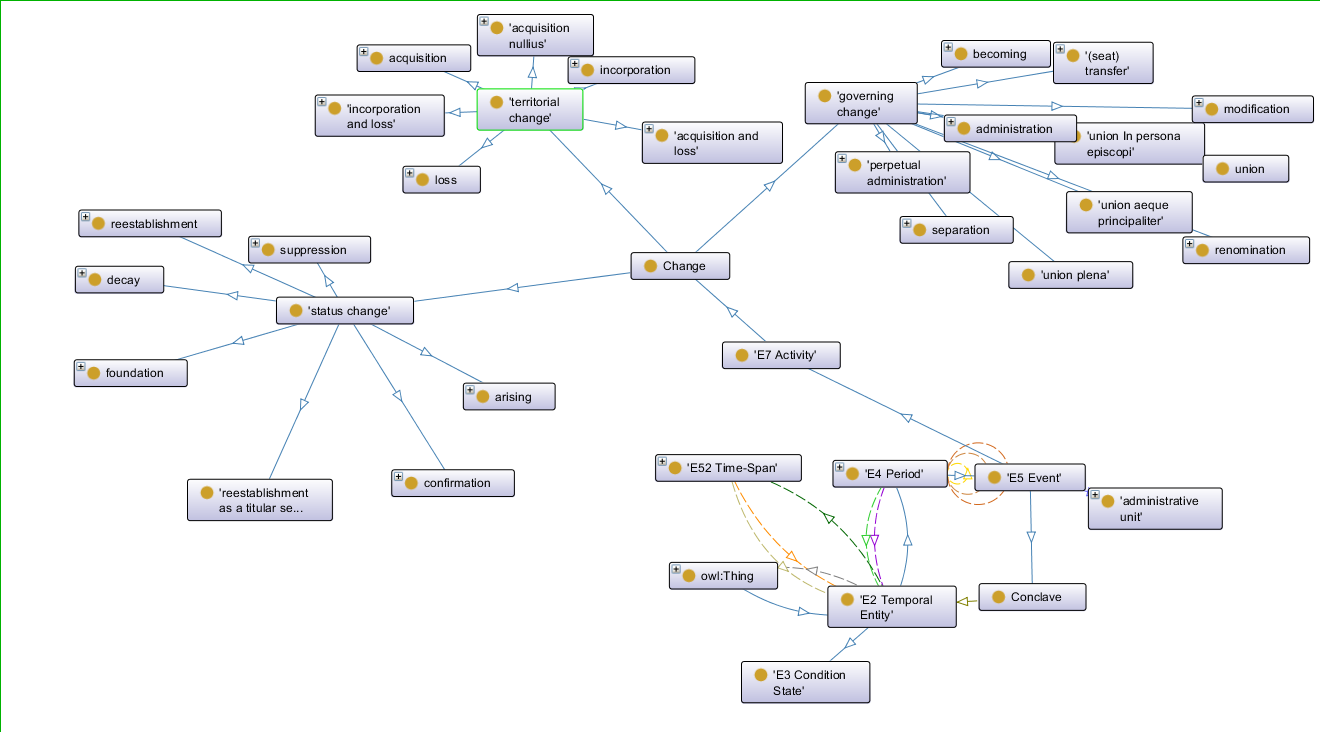 'acquisition
nullius'
acquisition
incorporation
'incorporation
and loss'
'territorial
change'
'acquisition and
loss'
loss
becoming
'(seat)
transfer'
'governing
change'
modification
administration
'union In persona
episcopi'
'perpetual
administration'
union
'union aeque
principaliter'
separation
renomination
'union plena'
reestablishment
suppression
decay
Change
'status change'
foundation
'E7 Activity'
arising
'reestablishment
as a titular se...
confirmation
'E52 Time-Span'
'E4 Period'
'E5 Event'
'administrative
unit'
owl:Thing
'E2 Temporal
Entity'
Conclave
'E3 Condition
State'